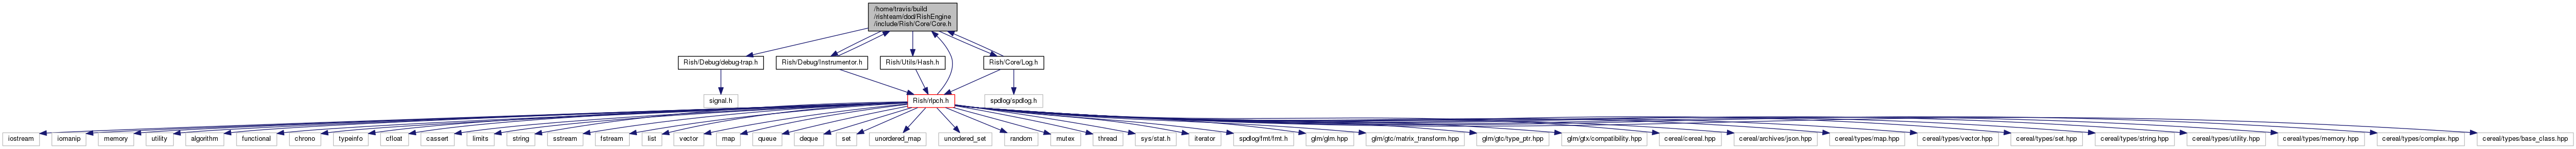 /home/travis/build
/rishteam/dod/RishEngine
/include/Rish/Core/Core.h
Rish/Debug/debug-trap.h
Rish/Debug/Instrumentor.h
Rish/Utils/Hash.h
Rish/Core/Log.h
signal.h
Rish/rlpch.h
spdlog/spdlog.h
iostream
iomanip
memory
utility
algorithm
functional
chrono
typeinfo
cfloat
cassert
limits
string
sstream
fstream
list
vector
map
queue
deque
set
unordered_map
unordered_set
random
mutex
thread
sys/stat.h
iterator
spdlog/fmt/fmt.h
glm/glm.hpp
glm/gtc/matrix_transform.hpp
glm/gtc/type_ptr.hpp
glm/gtx/compatibility.hpp
cereal/cereal.hpp
cereal/archives/json.hpp
cereal/types/map.hpp
cereal/types/vector.hpp
cereal/types/set.hpp
cereal/types/string.hpp
cereal/types/utility.hpp
cereal/types/memory.hpp
cereal/types/complex.hpp
cereal/types/base_class.hpp